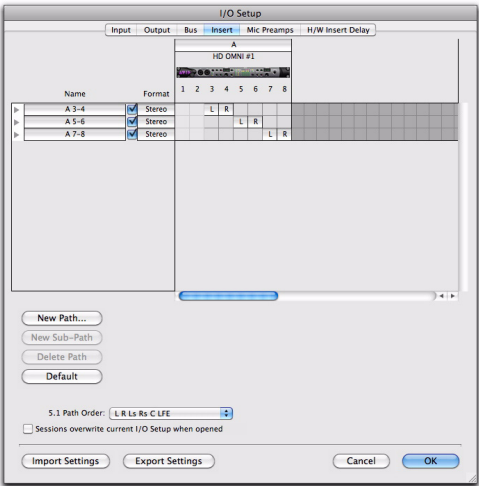 I/O Setup
Input Output Bus Insert Mic Preamps H/W Insert Delay
A
HD OMNI #1
Name Format 1 2 3 4 5 6 7 8
A 3-4 Stereo L R
A 5-6 Stereo L R
A 7-8 Stereo L R
New Path...
New Sub-Path
Delete Path
Default
5.1 Path Order: L R Ls Rs C LFE
Sessions overwrite current I/O Setup when opened
Import Settings Export Settings Cancel OK